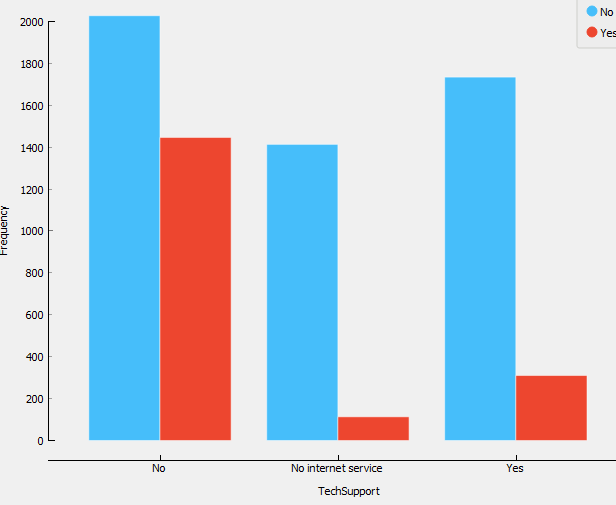 No
Yes
2000
1800
1600
1400
1200
1000
800
600
400
200
0
Frequency
No No internet service Yes
TechSupport